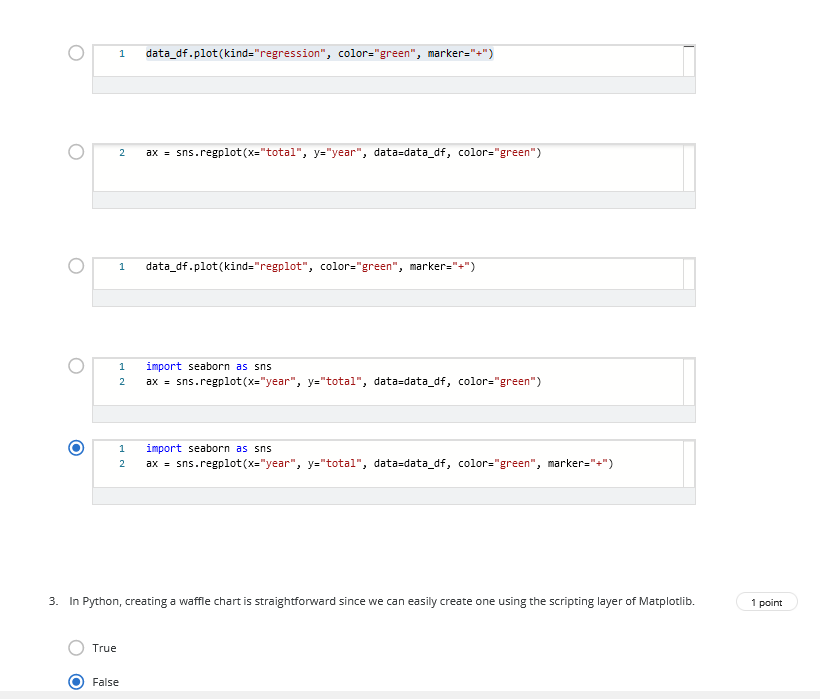 1 data_df.plot(kind="regression", color="green", marker="+")
2 ax = sns.regplot(x="total", y="year", data=data_df, color="green")
1 data_df.plot(kind="regplot", color="green", marker="+")
1 import seaborn as sns
2 ax = sns.regplot(x="year", y="total", data=data_df, color="green")
1 import seaborn as sns
2 ax = sns.regplot(x="year", y="total", data=data_df, color="green", marker="+")
3. In Python, creating a waffle chart is straightforward since we can easily create one using the scripting layer of Matplotlib. 1 point
True
False